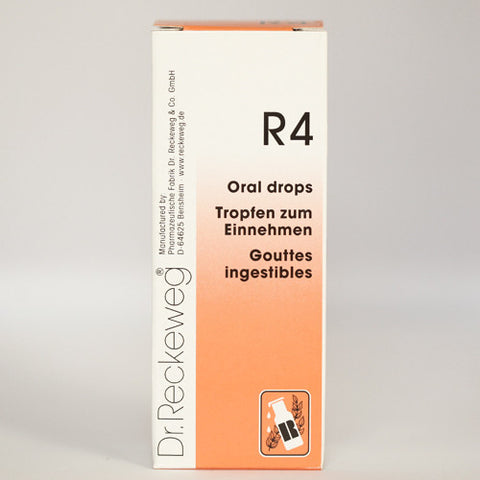 R4
Oral drops
Tropfen zum
Einnehmen
Gouttes
ingestibles
Manufactured by:
Pharmazeutische Fabrik Dr. Reckeweg & Co. GmbH
D-64625 Bensheim · www.reckeweg.de
Dr.Reckeweg®
R